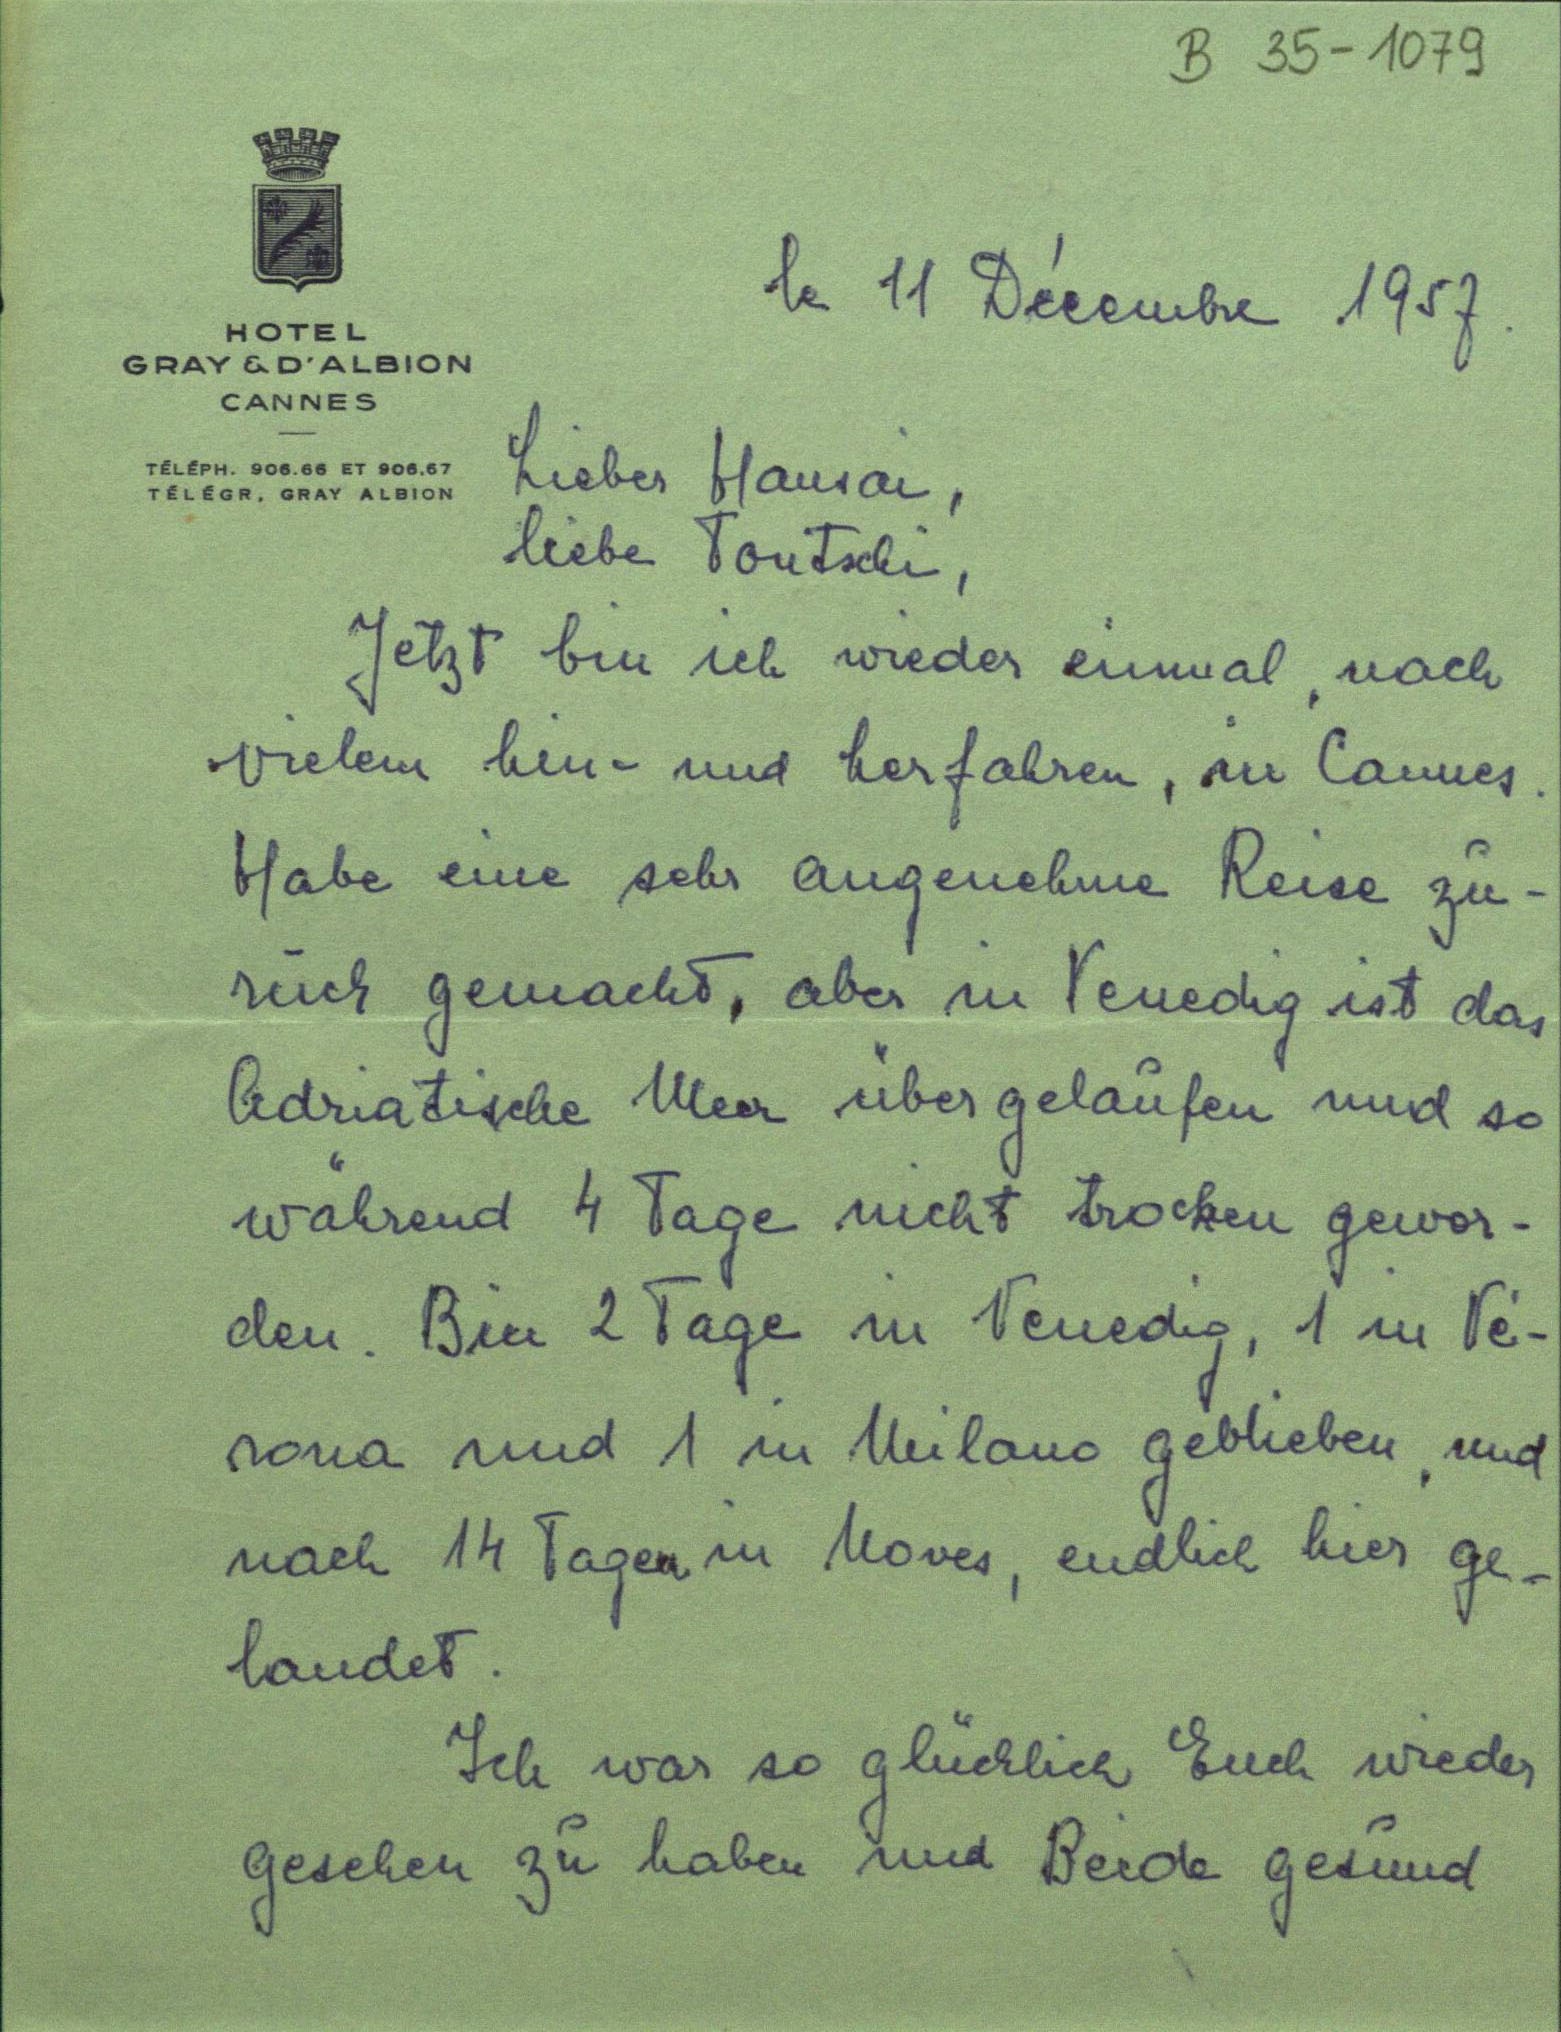 B 35-1079
HOTEL
GRAY & D'ALBION
CANNES
TÉLÉPH. 906.66 ET 906.67
TÉLÉGR. GRAY ALBION
le 11 Décembre 1957.
Lieber Hansai,
liebe Toutschi,
Jetzt bin ich wieder einmal, nach
vielem hin- und herfahren, in Cannes.
Habe eine sehr angenehme Reise zu-
rück gemacht, aber in Venedig ist das
Adriatische Meer übergelaufen und so
während 4 Tage nicht trocken gewor-
den. Bin 2 Tage in Venedig, 1 in Vé-
rona und 1 in Milano geblieben, und
nach 14 Tagen in Noves, endlich hier ge-
landet.
Ich war so glücklich Euch wieder
gesehen zu haben und Beide gesund